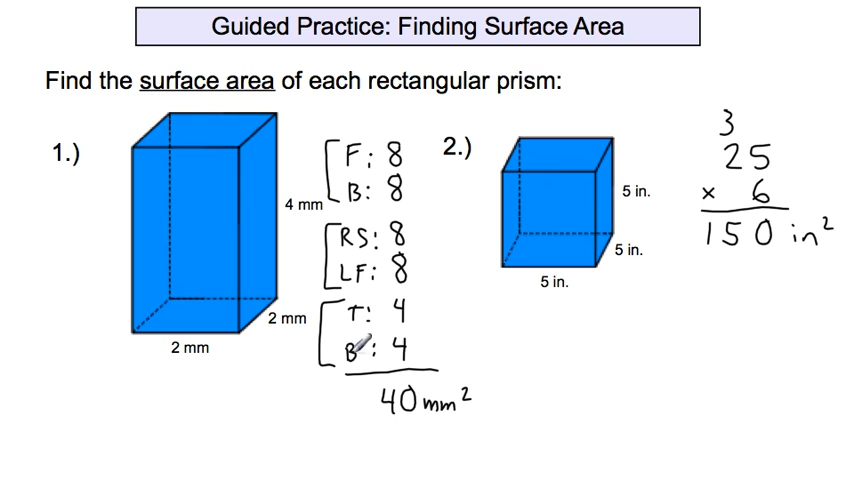 Guided Practice: Finding Surface Area
Find the surface area of each rectangular prism:
1.)
4 mm
2 mm
2 mm
F: 8
B: 8
RS: 8
LF: 8
T: 4
B: 4
40 mm²
2.)
5 in.
5 in.
5 in.
3
25
× 6
150 in²